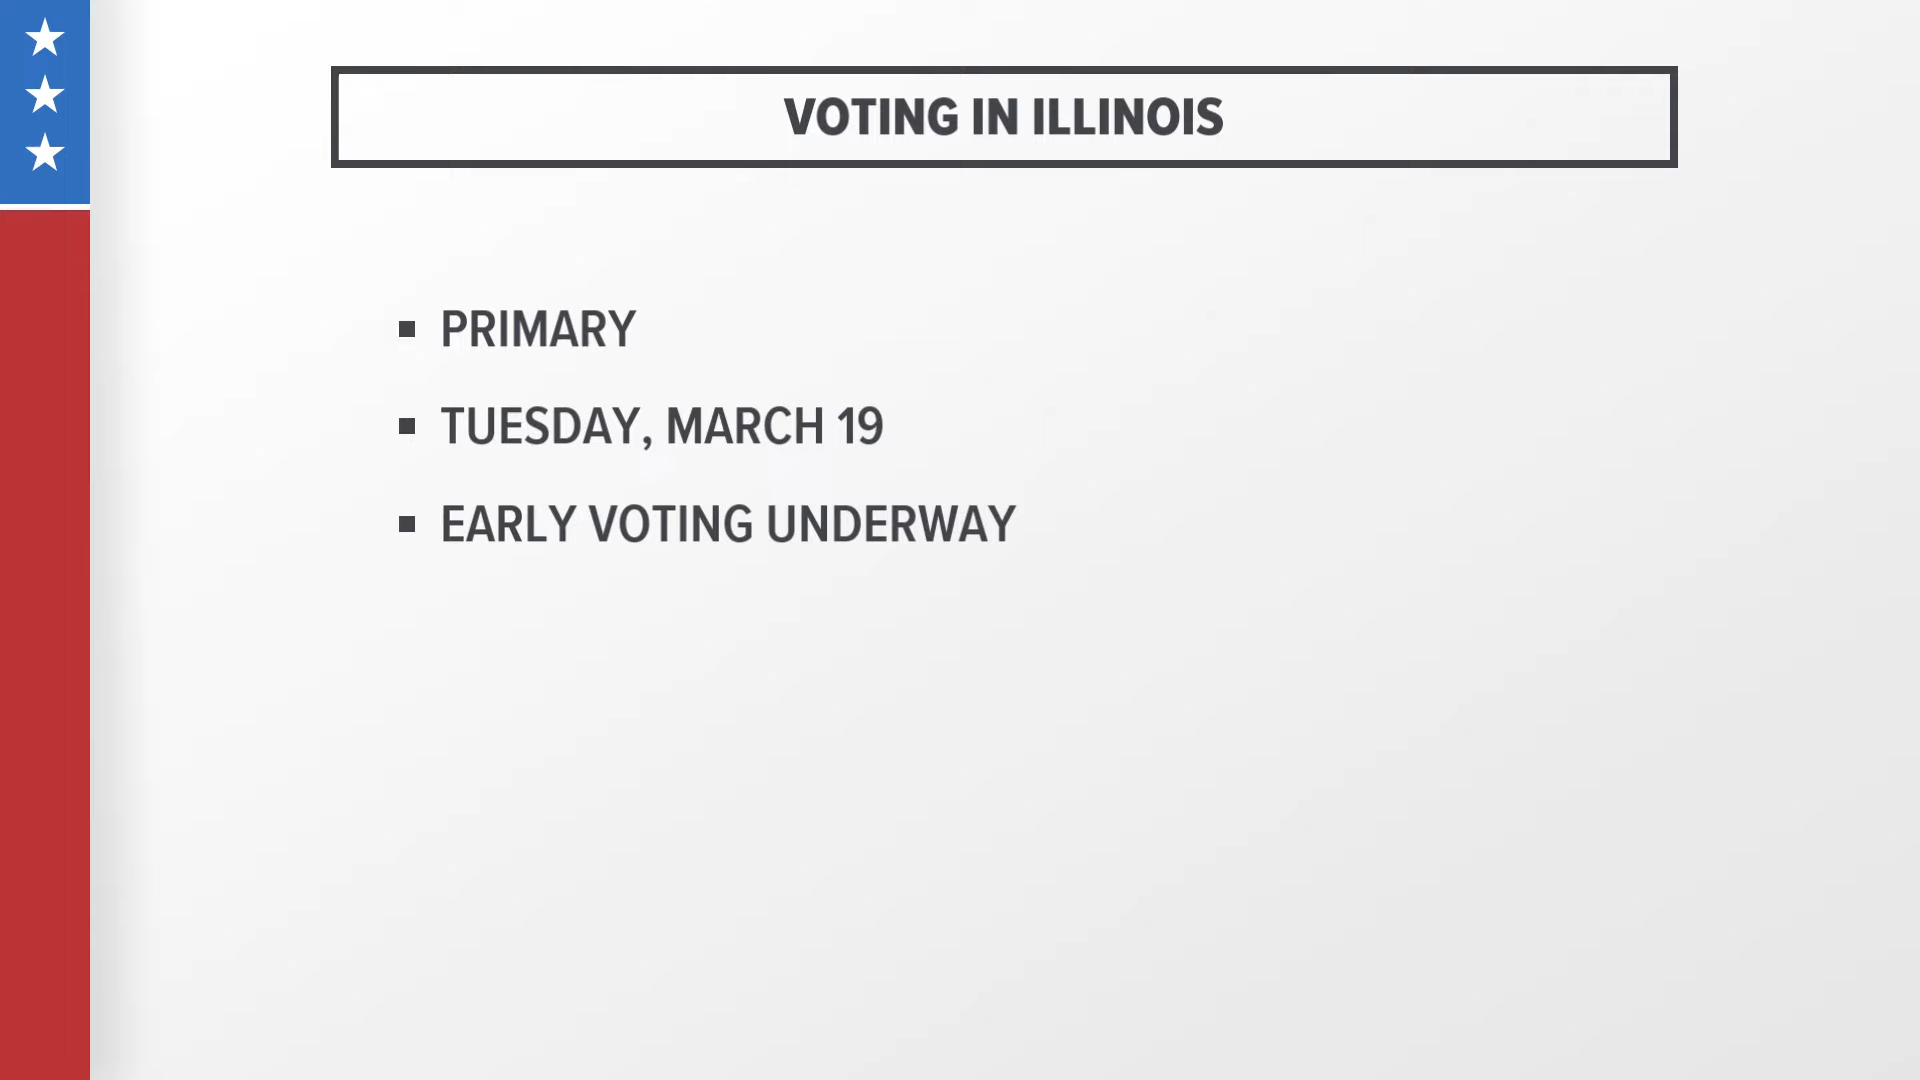 VOTING IN ILLINOIS
PRIMARY
TUESDAY, MARCH 19
EARLY VOTING UNDERWAY